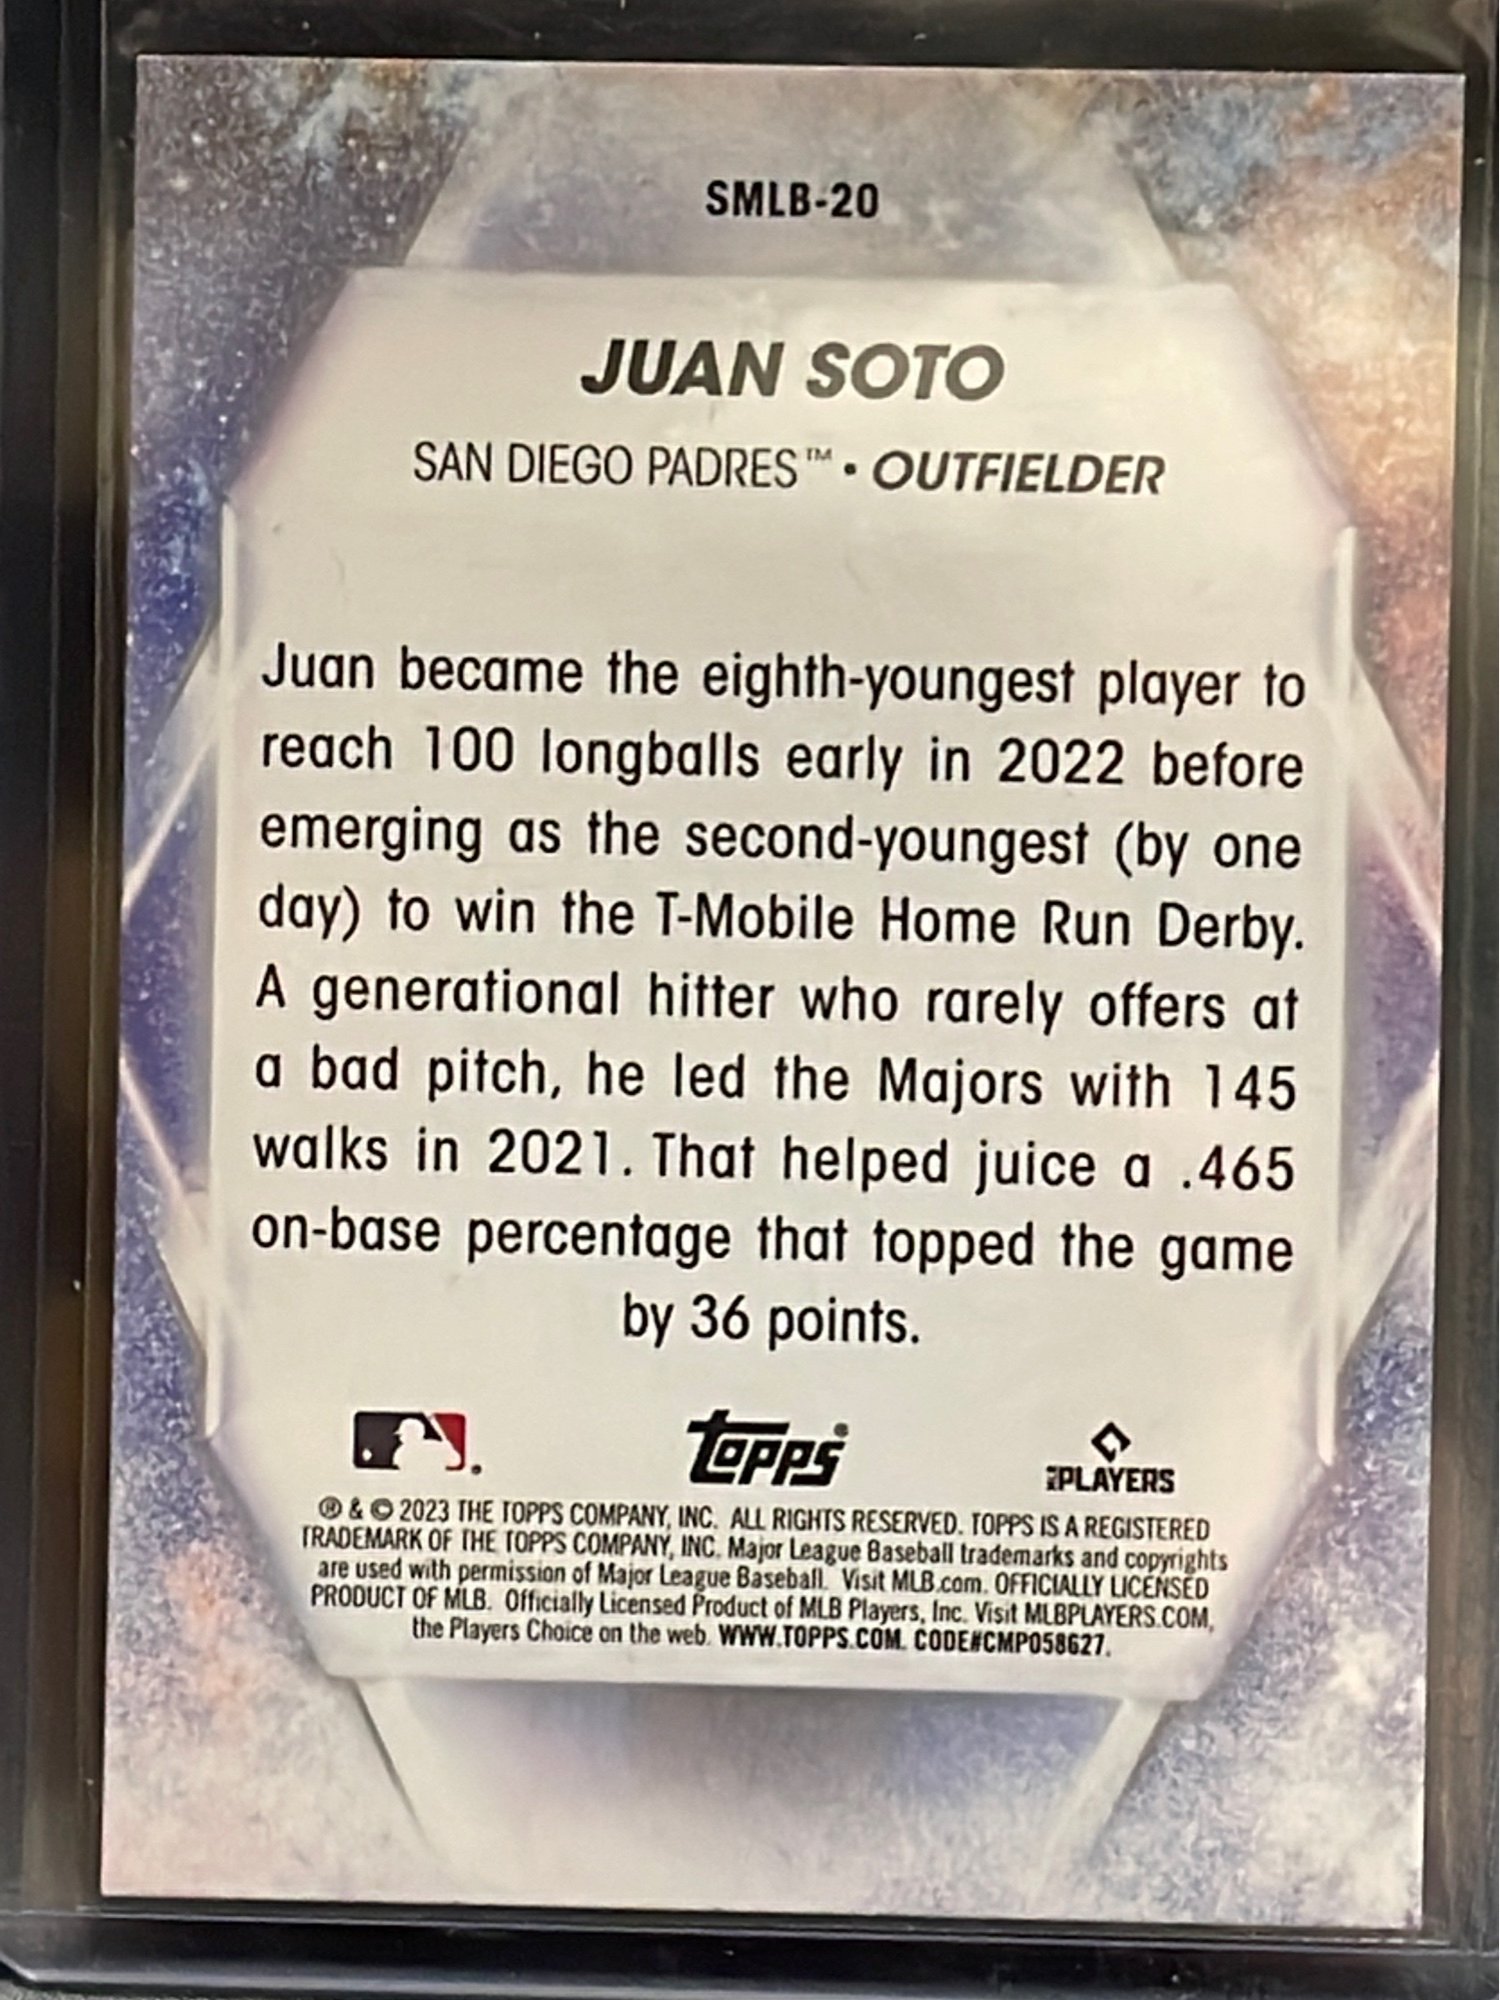 SMLB-20
JUAN SOTO
SAN DIEGO PADRES™ • OUTFIELDER
Juan became the eighth-youngest player to
reach 100 longballs early in 2022 before
emerging as the second-youngest (by one
day) to win the T-Mobile Home Run Derby.
A generational hitter who rarely offers at
a bad pitch, he led the Majors with 145
walks in 2021. That helped juice a .465
on-base percentage that topped the game
by 36 points.
topps®
PLAYERS
® & © 2023 THE TOPPS COMPANY, INC. ALL RIGHTS RESERVED. TOPPS IS A REGISTERED
TRADEMARK OF THE TOPPS COMPANY, INC. Major League Baseball trademarks and copyrights
are used with permission of Major League Baseball. Visit MLB.com. OFFICIALLY LICENSED
PRODUCT OF MLB. Officially Licensed Product of MLB Players, Inc. Visit MLBPLAYERS.COM,
the Players Choice on the web. WWW.TOPPS.COM. CODE#CMP058627.